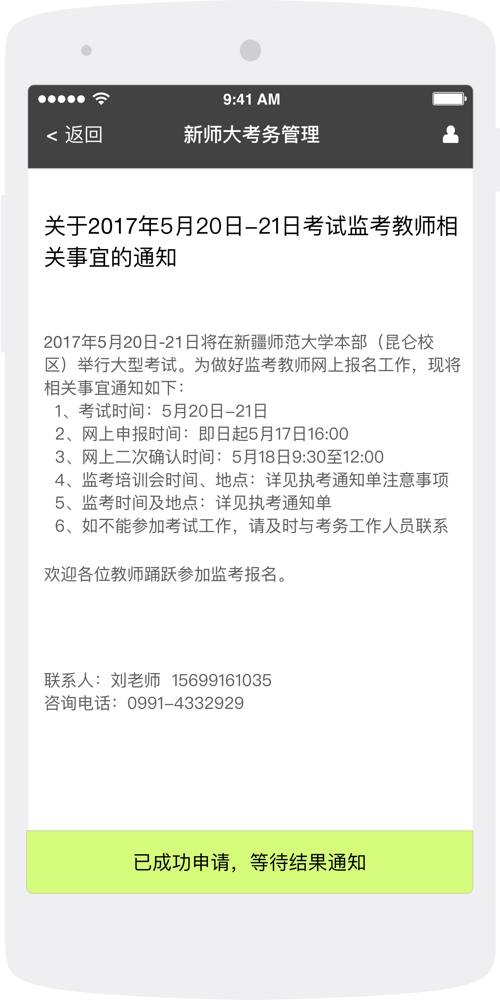 9:41 AM
< 返回 新师大考务管理
关于2017年5月20日–21日考试监考教师相
关事宜的通知
2017年5月20日-21日将在新疆师范大学本部（昆仑校
区）举行大型考试。为做好监考教师网上报名工作，现将
相关事宜通知如下：
1、考试时间：5月20日–21日
2、网上申报时间：即日起5月17日16:00
3、网上二次确认时间：5月18日9:30至12:00
4、监考培训会时间、地点：详见执考通知单注意事项
5、监考时间及地点：详见执考通知单
6、如不能参加考试工作，请及时与考务工作人员联系
欢迎各位教师踊跃参加监考报名。
联系人：刘老师 15699161035
咨询电话：0991–4332929
已成功申请，等待结果通知